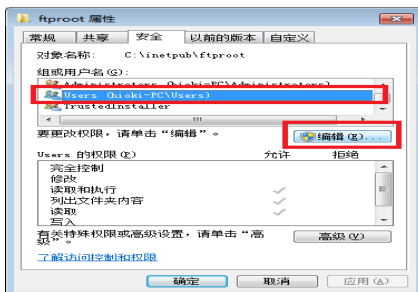 ftproot 属性
常规 共享 安全 以前的版本 自定义
对象名称: C:\inetpub\ftproot
组或用户名(G):
Administrators (hioki-PC\Administrators)
Users (hioki-PC\Users)
TrustedInstaller
要更改权限，请单击“编辑”。
编辑(E)...
Users 的权限(P) 允许 拒绝
完全控制
修改
读取和执行
列出文件夹内容
读取
写入
有关特殊权限或高级设置，请单击“高级”。
高级(V)
了解访问控制和权限
确定 取消 应用(A)